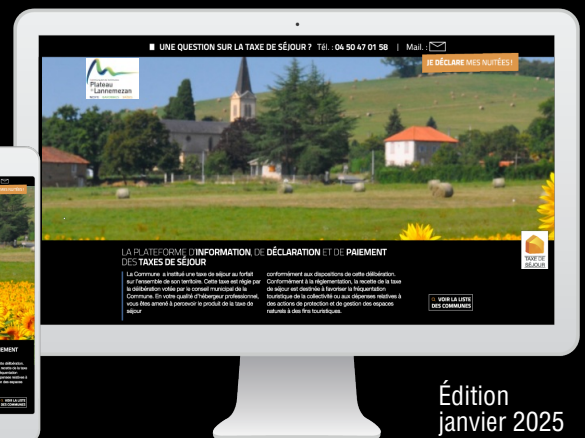 UNE QUESTION SUR LA TAXE DE SÉJOUR ? Tél. : 04 50 47 01 58 | Mail. :
JE DÉCLARE MES NUITÉES !
Plateau
de Lannemezan
LA PLATEFORME D'INFORMATION, DE DÉCLARATION ET DE PAIEMENT
DES TAXES DE SÉJOUR
La Commune a institué une taxe de séjour au forfait
sur l'ensemble de son territoire. Cette taxe est régie par
la délibération votée par le conseil municipal de la
Commune. En votre qualité d'hébergeur professionnel,
vous êtes amené à percevoir le produit de la taxe de
séjour
conformément aux dispositions de cette délibération.
Conformément à la réglementation, la recette de la taxe
de séjour est destinée à favoriser la fréquentation
touristique de la collectivité ou aux dépenses relatives à
des actions de protection et de gestion des espaces
naturels à des fins touristiques.
TAXE DE
SÉJOUR
VOIR LA LISTE
DES COMMUNES
EMENT
VOIR LA LISTE
DES COMMUNES
Édition
janvier 2025